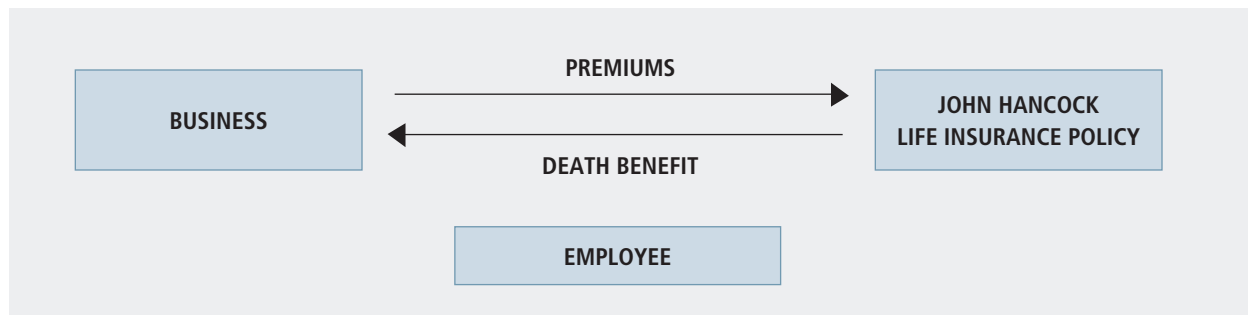 PREMIUMS
BUSINESS
JOHN HANCOCK
LIFE INSURANCE POLICY
DEATH BENEFIT
EMPLOYEE